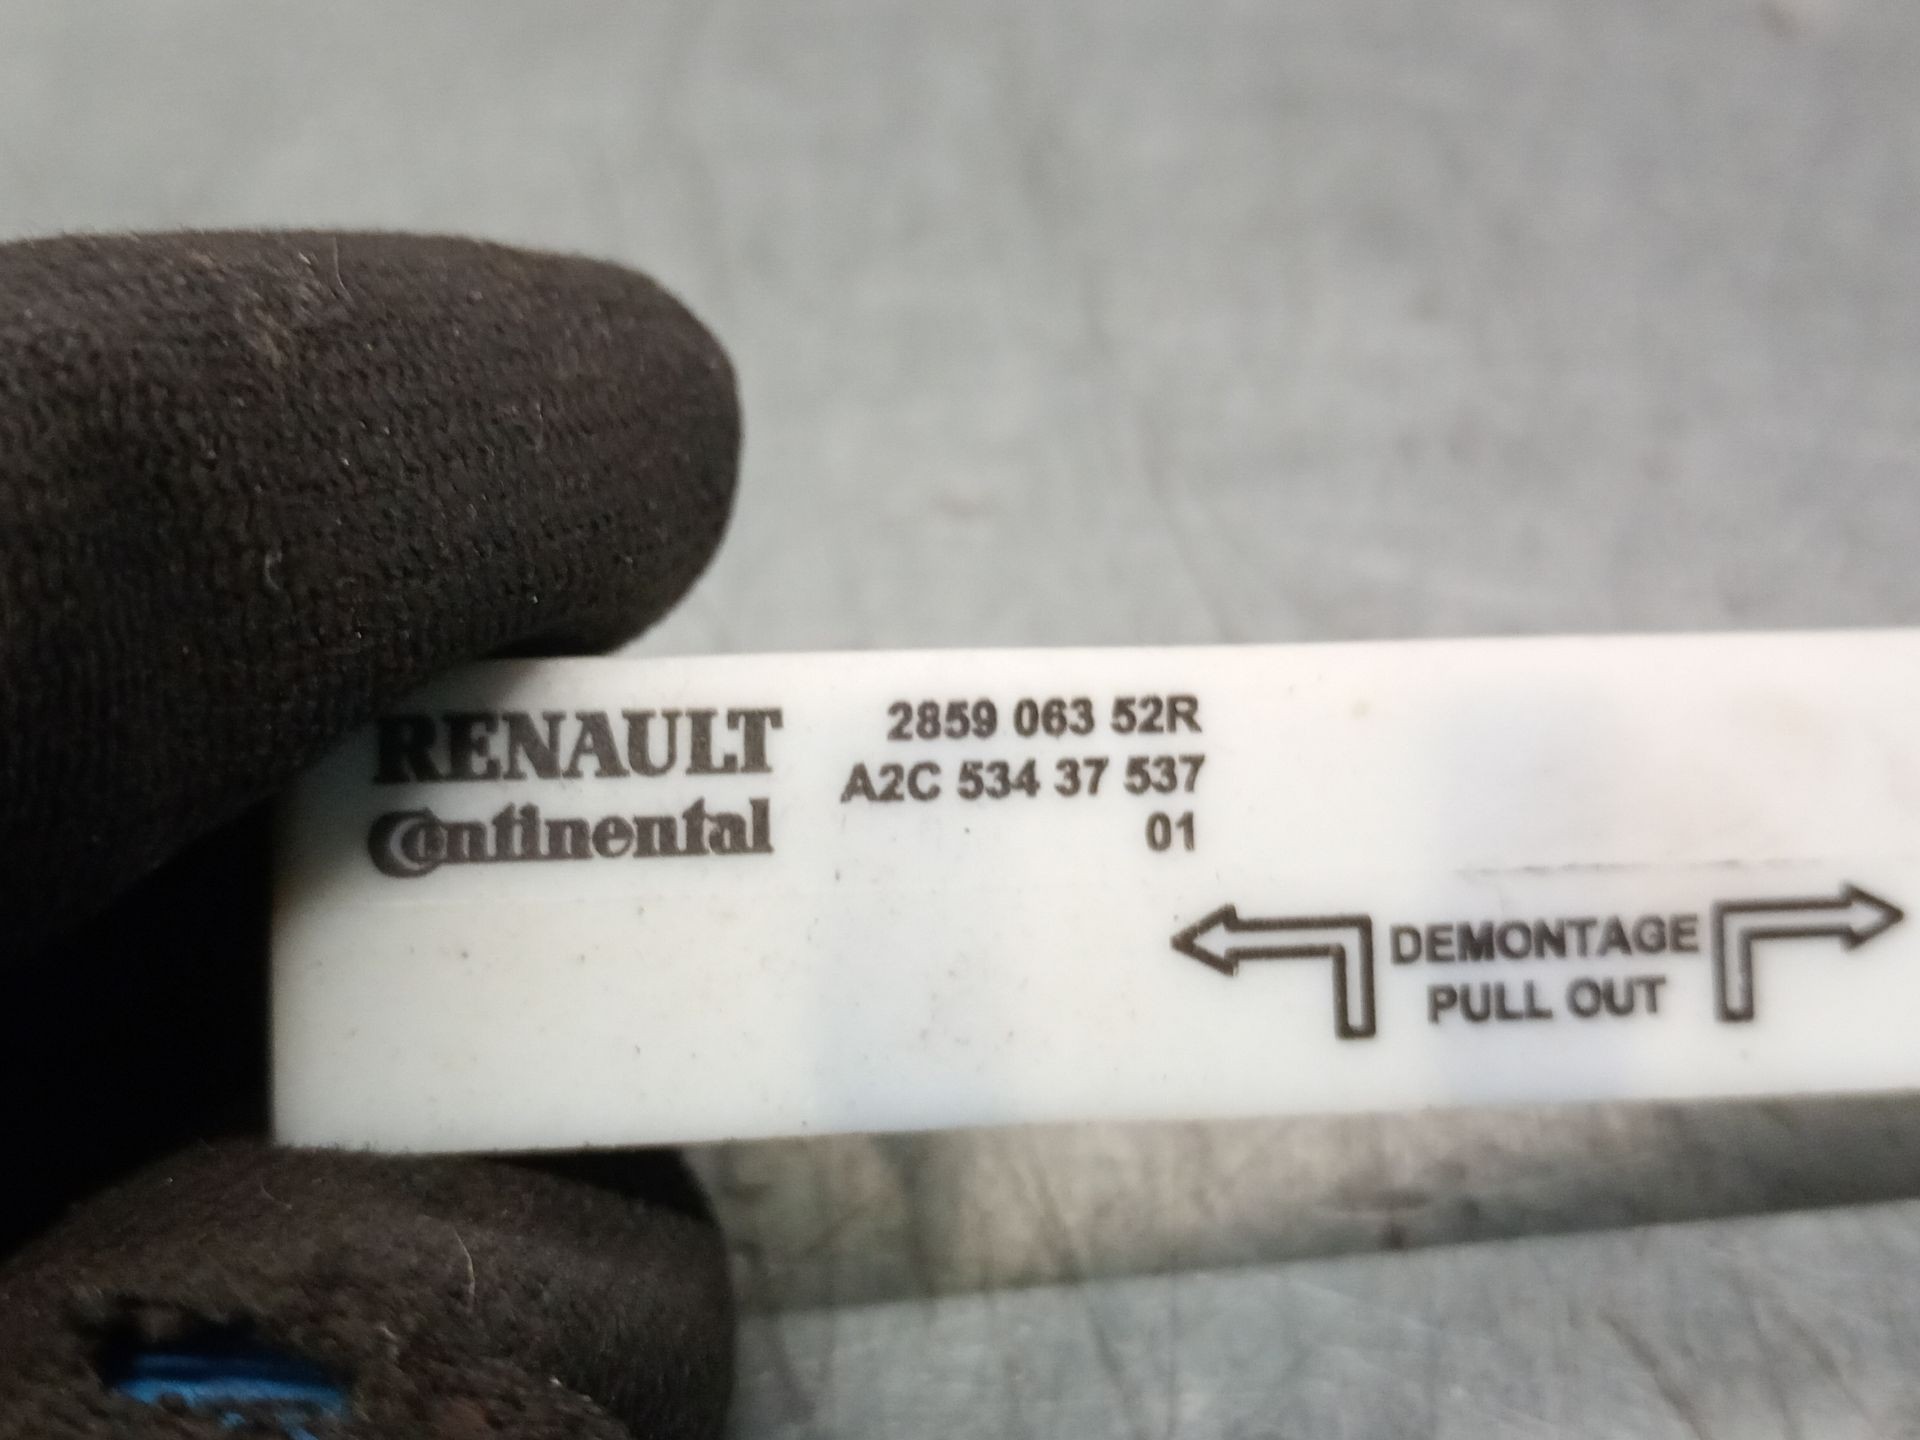 RENAULT
Continental
2859 063 52R
A2C 534 37 537
01
DEMONTAGE
PULL OUT